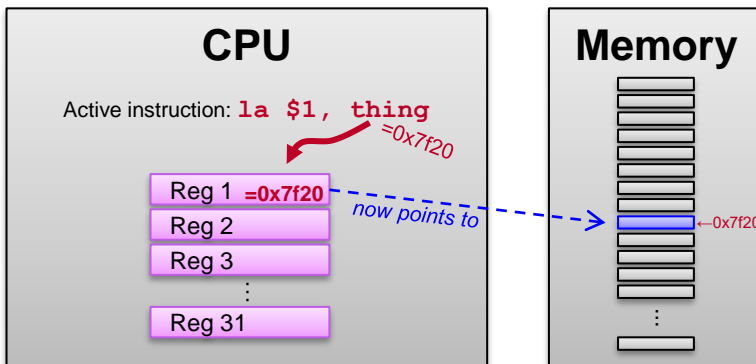 CPU
Active instruction: la $1, thing
=0x7f20
Reg 1 =0x7f20
Reg 2
Reg 3
⋮
Reg 31
now points to
Memory
←0x7f20
⋮